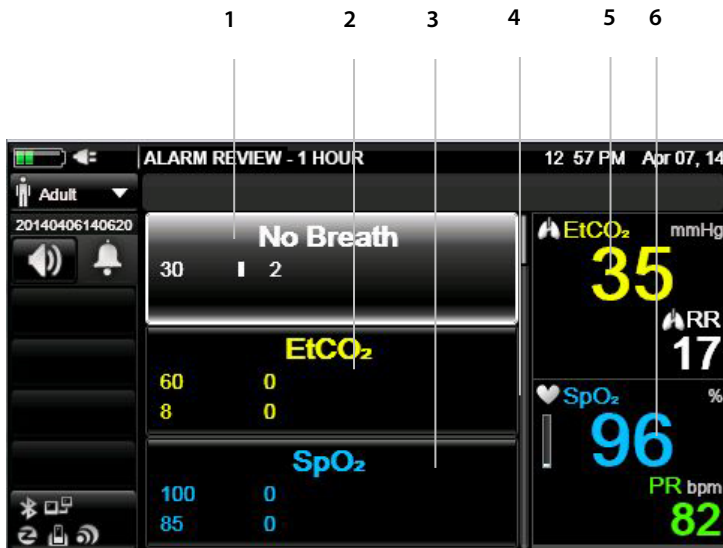 1 2 3 4 5 6
ALARM REVIEW - 1 HOUR 12 57 PM Apr 07, 14
Adult
20140406140620
No Breath
30 2
EtCO₂
60 0
8 0
SpO₂
100 0
85 0
EtCO₂ mmHg
35
RR
17
SpO₂ %
96
PR bpm
82